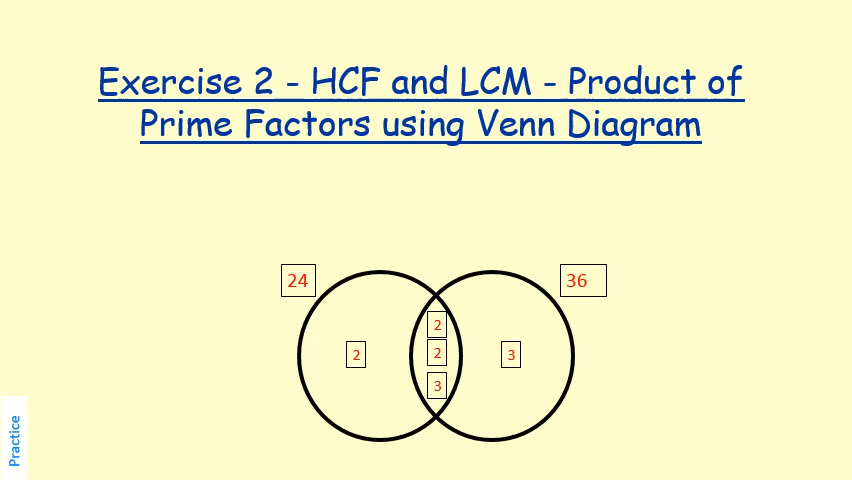 Exercise 2 - HCF and LCM - Product of
Prime Factors using Venn Diagram
24
36
2
2
2
3
3
Practice